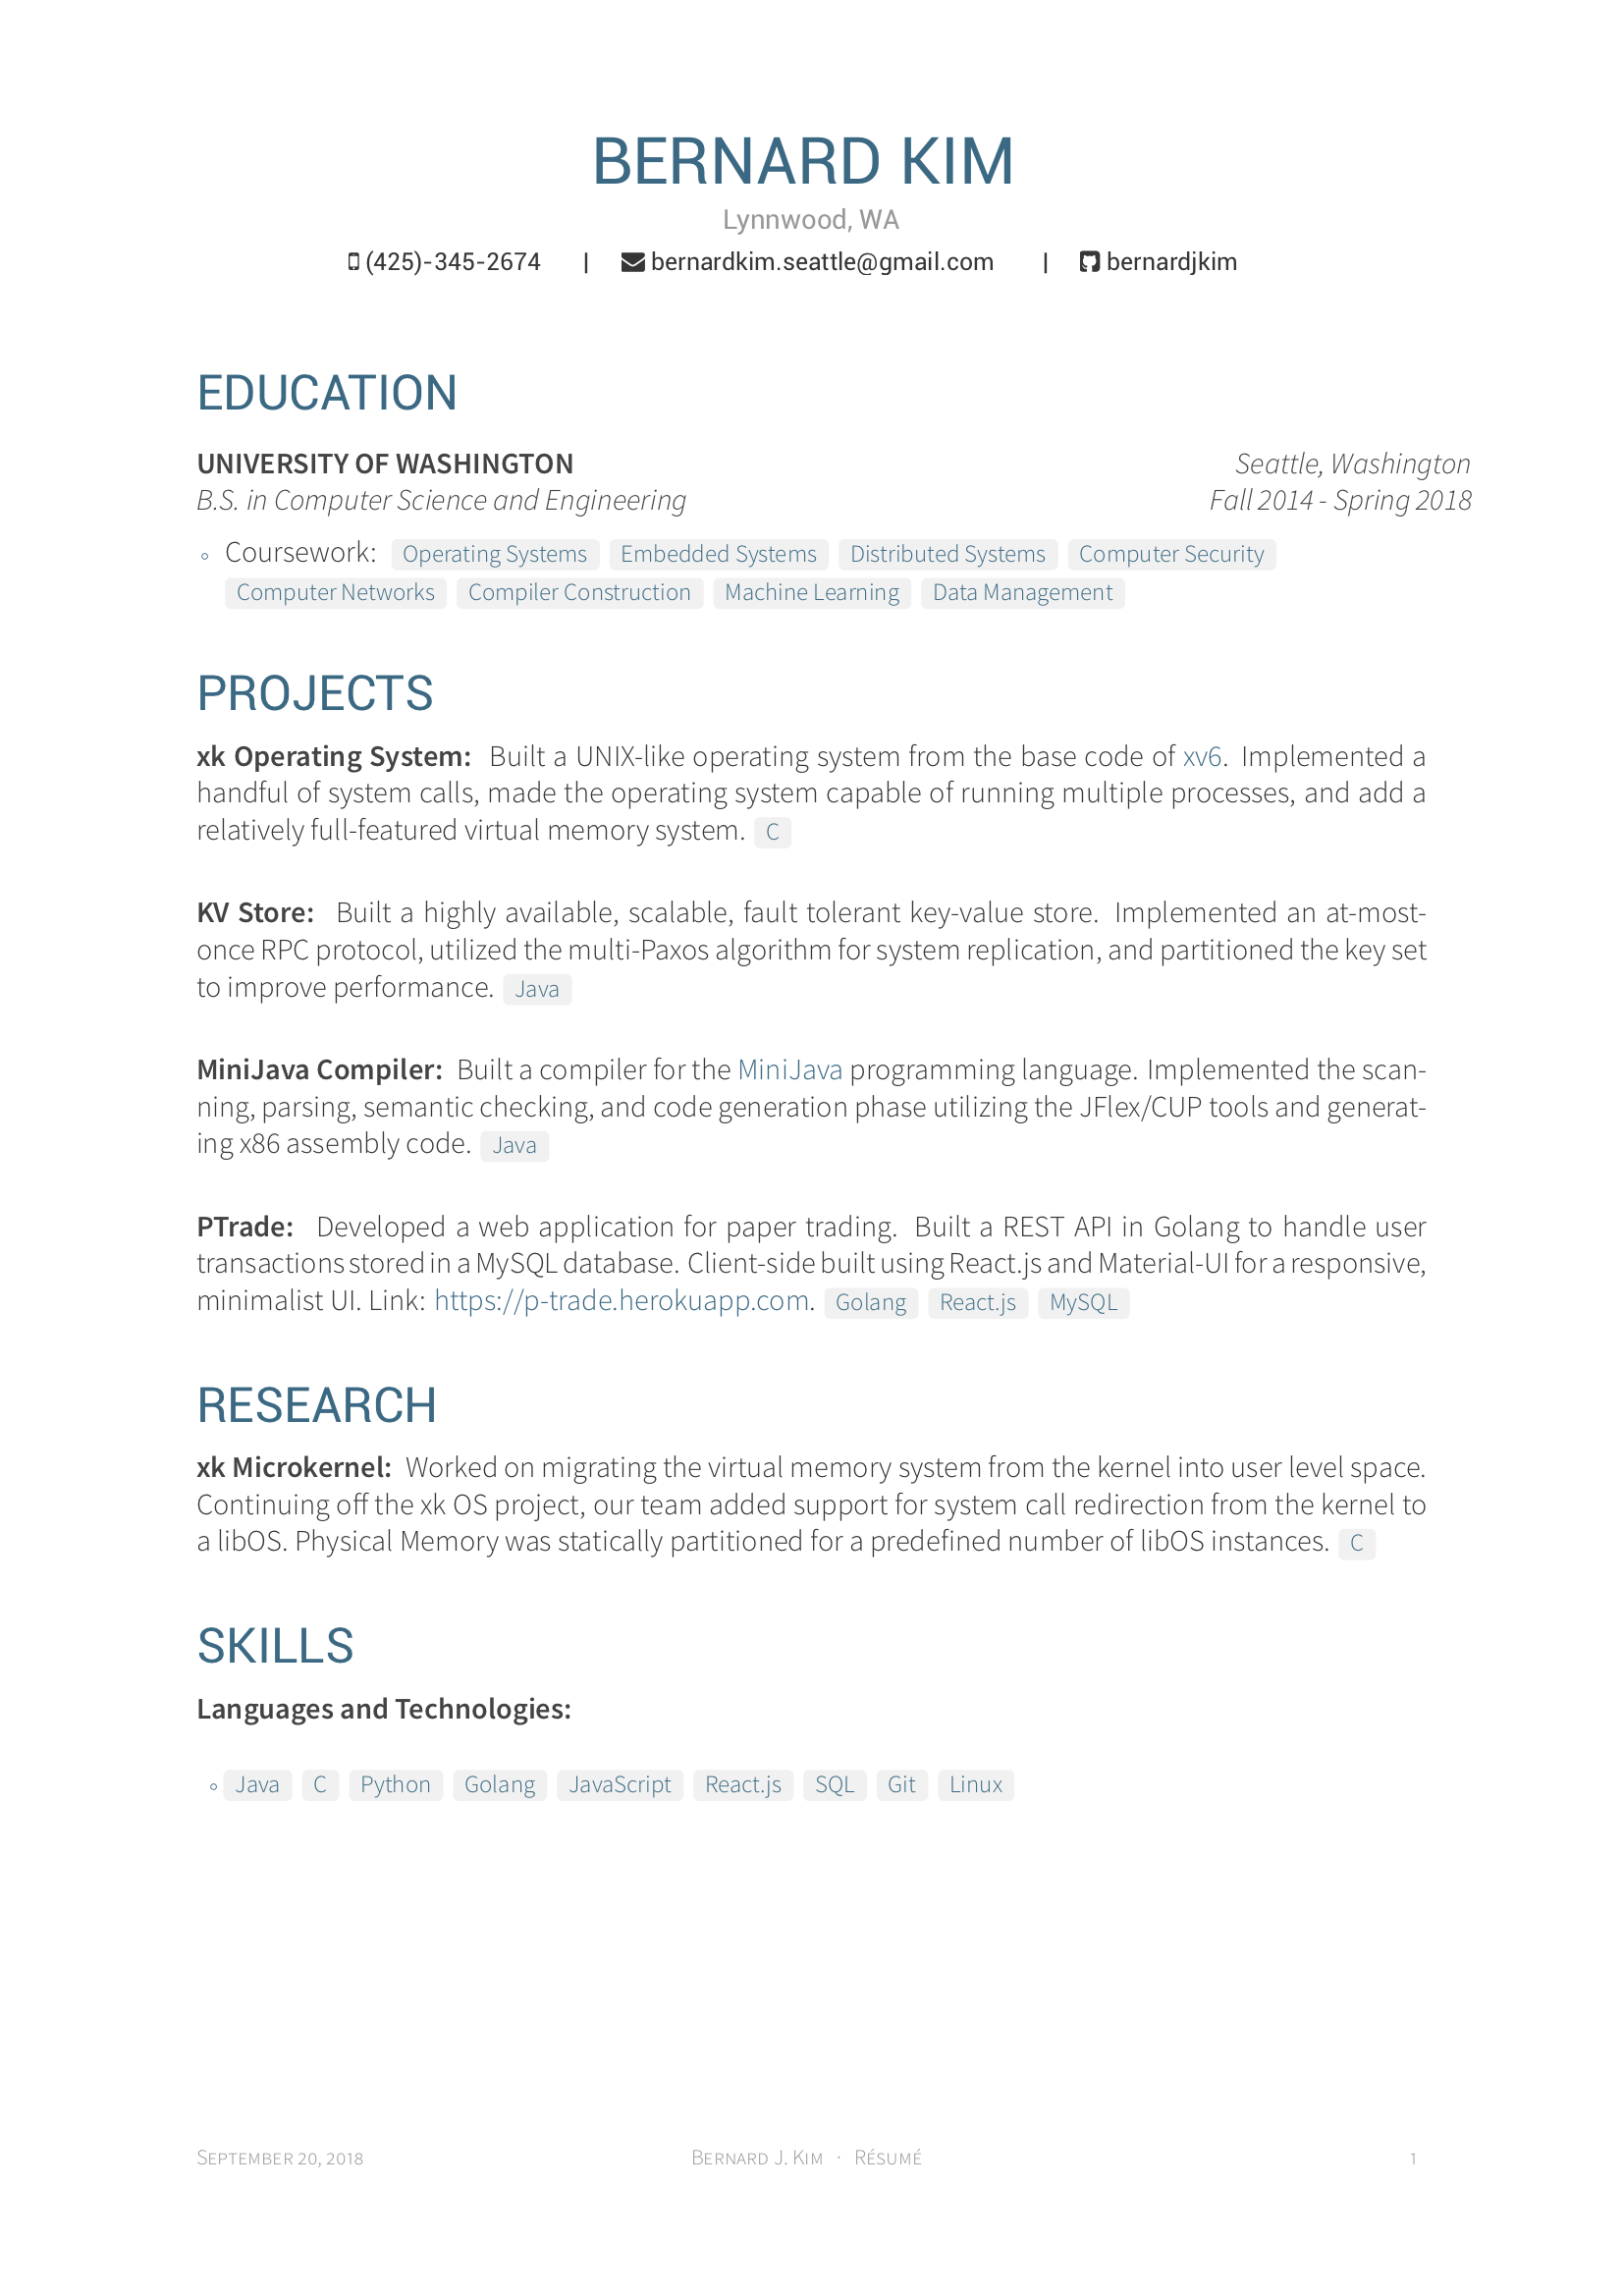 BERNARD KIM
Lynnwood, WA
(425)-345-2674 | bernardkim.seattle@gmail.com | bernardjkim
EDUCATION
UNIVERSITY OF WASHINGTON Seattle, Washington
B.S. in Computer Science and Engineering Fall 2014 - Spring 2018
Coursework: Operating Systems Embedded Systems Distributed Systems Computer Security
Computer Networks Compiler Construction Machine Learning Data Management
PROJECTS
xk Operating System: Built a UNIX-like operating system from the base code of xv6. Implemented a
handful of system calls, made the operating system capable of running multiple processes, and add a
relatively full-featured virtual memory system. C
KV Store: Built a highly available, scalable, fault tolerant key-value store. Implemented an at-most-
once RPC protocol, utilized the multi-Paxos algorithm for system replication, and partitioned the key set
to improve performance. Java
MiniJava Compiler: Built a compiler for the MiniJava programming language. Implemented the scan-
ning, parsing, semantic checking, and code generation phase utilizing the JFlex/CUP tools and generat-
ing x86 assembly code. Java
PTrade: Developed a web application for paper trading. Built a REST API in Golang to handle user
transactions stored in a MySQL database. Client-side built using React.js and Material-UI for a responsive,
minimalist UI. Link: https://p-trade.herokuapp.com. Golang React.js MySQL
RESEARCH
xk Microkernel: Worked on migrating the virtual memory system from the kernel into user level space.
Continuing off the xk OS project, our team added support for system call redirection from the kernel to
a libOS. Physical Memory was statically partitioned for a predefined number of libOS instances. C
SKILLS
Languages and Technologies:
Java C Python Golang JavaScript React.js SQL Git Linux
SEPTEMBER 20, 2018 BERNARD J. KIM · RÉSUMÉ 1